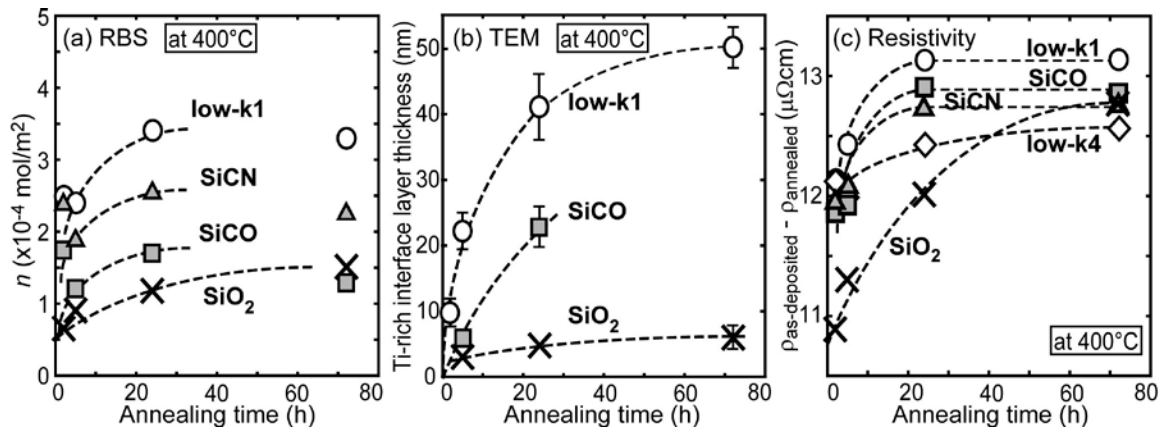 (a) RBS
at 400°C
5
4
3
2
1
0
n (x10⁻⁴ mol/m²)
low-k1
SiCN
SiCO
SiO₂
0 20 40 60 80
Annealing time (h)
(b) TEM
at 400°C
50
40
30
20
10
0
Ti-rich interface layer thickness (nm)
low-k1
SiCO
SiO₂
0 20 40 60 80
Annealing time (h)
(c) Resistivity
13
12
11
ρas-deposited - ρannealed (μΩcm)
low-k1
SiCO
SiCN
low-k4
SiO₂
at 400°C
0 20 40 60 80
Annealing time (h)